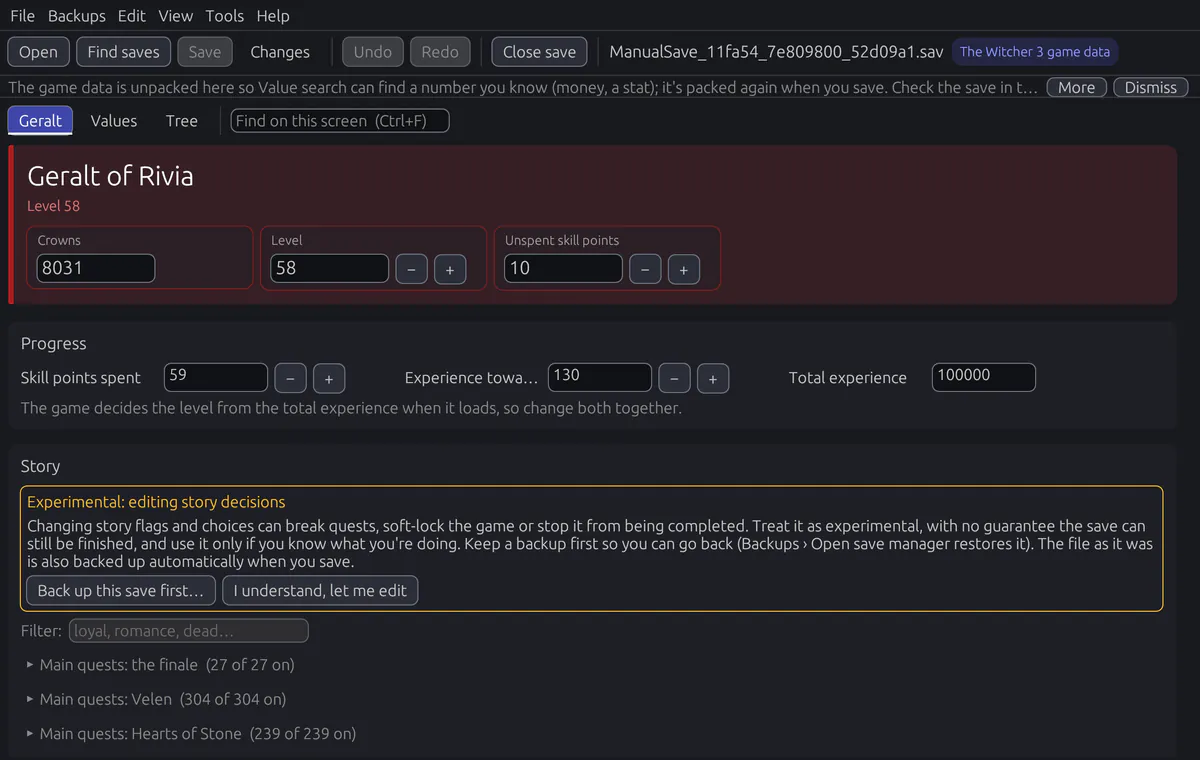 File Backups Edit View Tools Help
Open Find saves Save Changes Undo Redo Close save ManualSave_11fa54_7e809800_52d09a1.sav The Witcher 3 game data
The game data is unpacked here so Value search can find a number you know (money, a stat); it's packed again when you save. Check the save in t... More Dismiss
Geralt Values Tree Find on this screen (Ctrl+F)
Geralt of Rivia
Level 58
Crowns Level Unspent skill points
8031 58 − + 10 − +
Progress
Skill points spent 59 − + Experience towa... 130 − + Total experience 100000
The game decides the level from the total experience when it loads, so change both together.
Story
Experimental: editing story decisions
Changing story flags and choices can break quests, soft-lock the game or stop it from being completed. Treat it as experimental, with no guarantee the save can
still be finished, and use it only if you know what you're doing. Keep a backup first so you can go back (Backups › Open save manager restores it). The file as it was
is also backed up automatically when you save.
Back up this save first... I understand, let me edit
Filter: loyal, romance, dead...
▸ Main quests: the finale (27 of 27 on)
▸ Main quests: Velen (304 of 304 on)
▸ Main quests: Hearts of Stone (239 of 239 on)